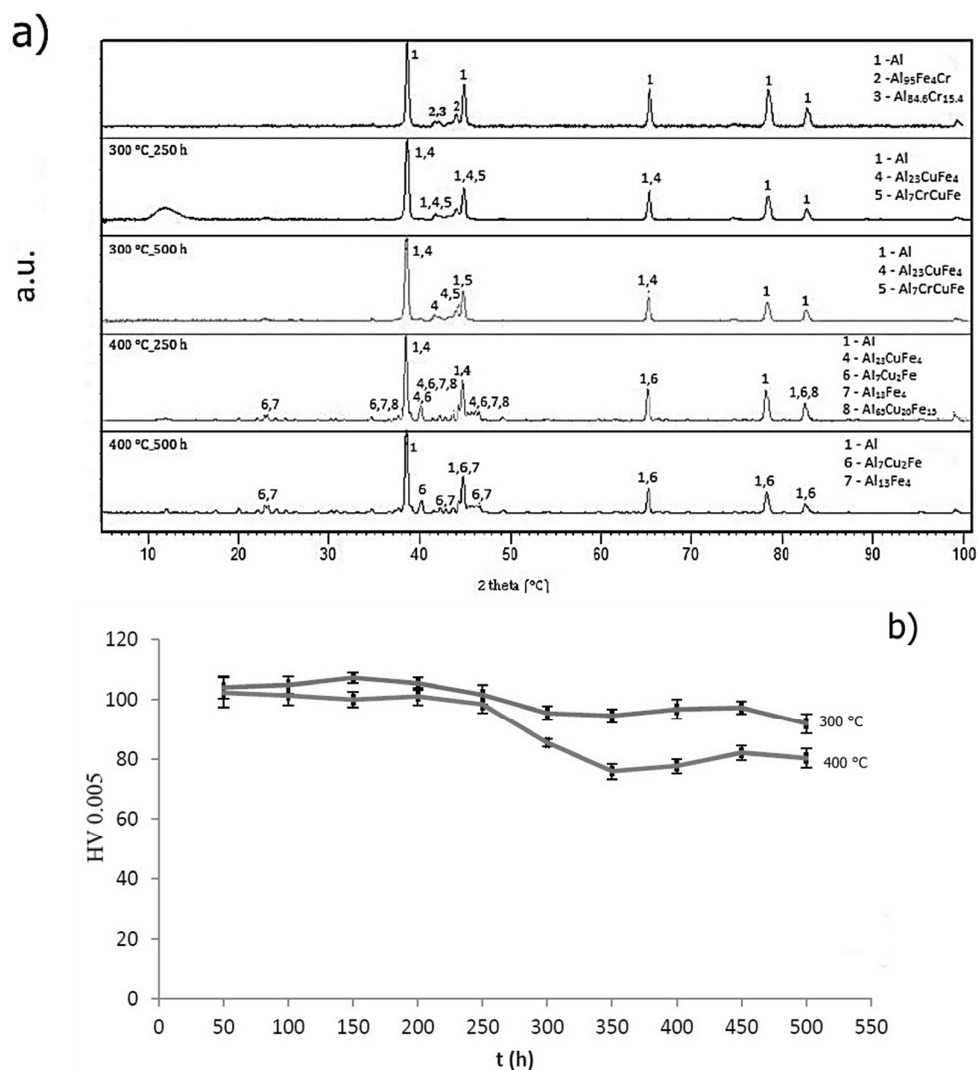 a)
a.u.
1
2,3
2
1
1
1
1
1 -Al
2 -Al₉₅Fe₄Cr
3 - Al₈₄.₆Cr₁₅.₄
300 °C_250 h
1,4
1,4,5
1,4,5
1,4
1
1
1 - Al
4 - Al₂₃CuFe₄
5 - Al₇CrCuFe
300 °C_500 h
1,4
4
4,5
1,5
1,4
1
1
1 - Al
4 - Al₂₃CuFe₄
5 - Al₇CrCuFe
400 °C_250 h
6,7
6,7,8
1,4
4,6,7,8
4,6
1,4
4,6,7,8
1,6
1
1,6,8
1 - Al
4 - Al₂₃CuFe₄
6 - Al₇Cu₂Fe
7 - Al₁₃Fe₄
8 - Al₆₅Cu₂₀Fe₁₅
400 °C_500 h
6,7
1
6
1,6,7
6,7
6,7
1,6
1,6
1,6
1 - Al
6 - Al₇Cu₂Fe
7 - Al₁₃Fe₄
10 20 30 40 50 60 70 80 90 100
2 theta [°C]
b)
HV 0.005
120
100
80
60
40
20
0
300 °C
400 °C
0 50 100 150 200 250 300 350 400 450 500 550
t (h)